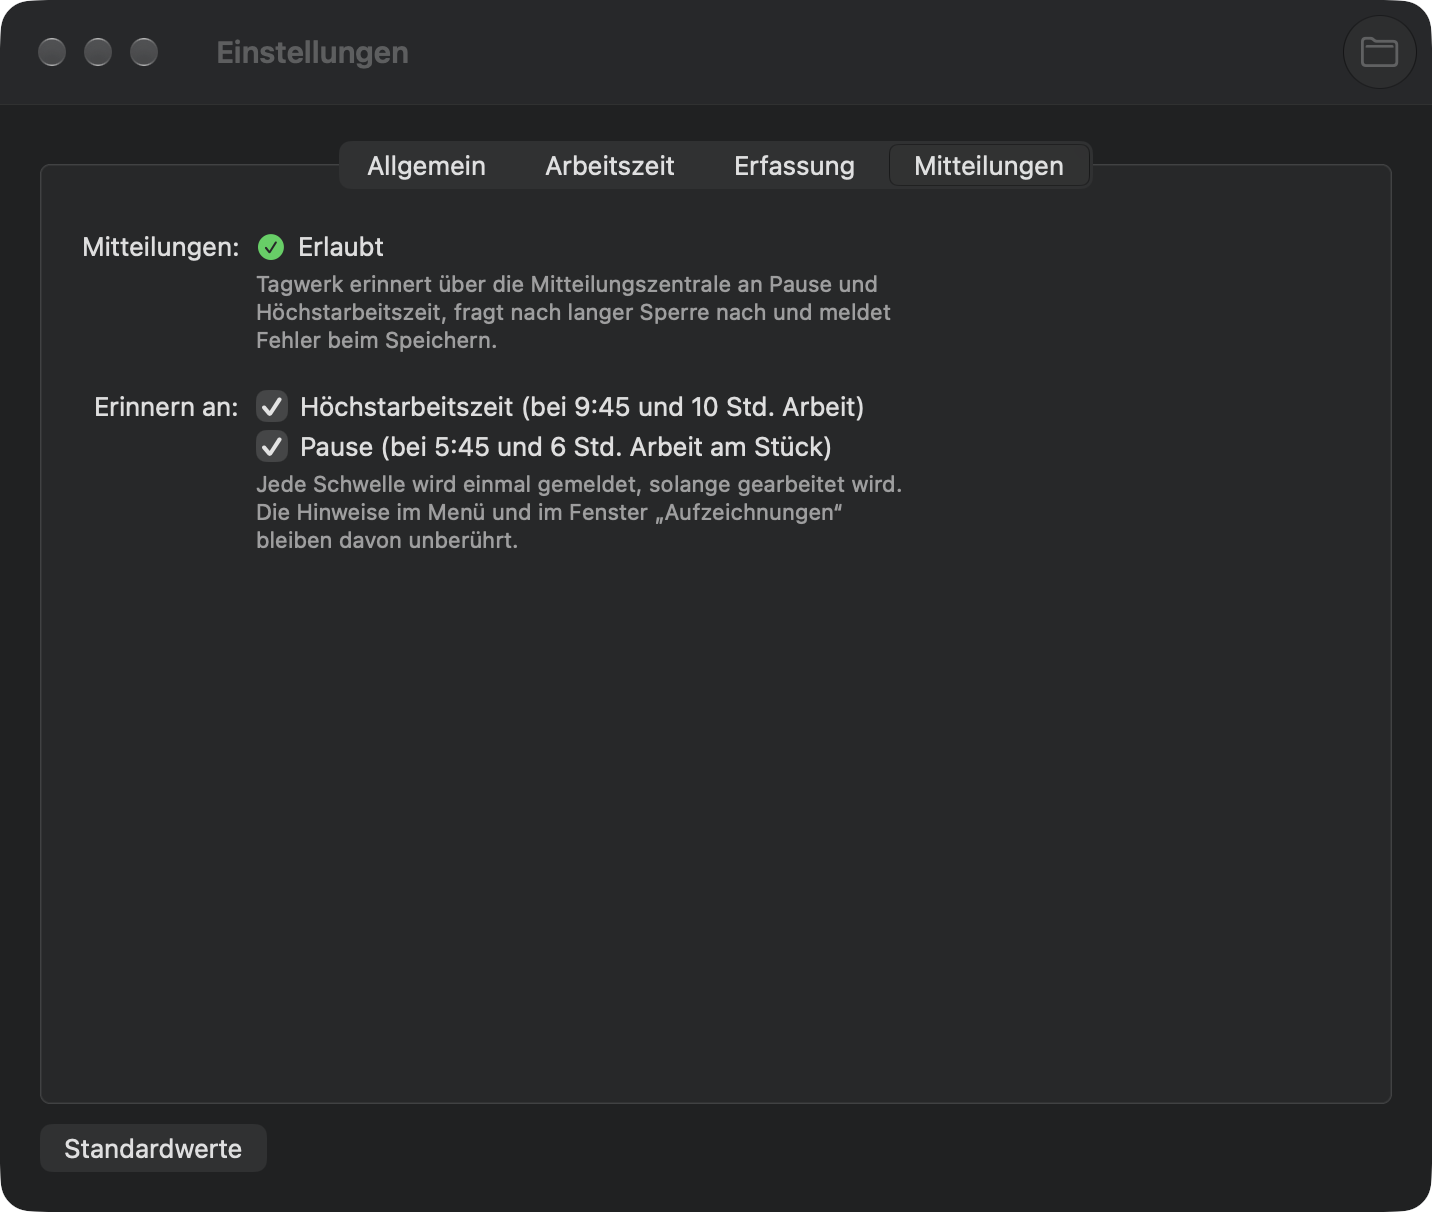 Einstellungen
Allgemein Arbeitszeit Erfassung Mitteilungen
Mitteilungen: Erlaubt
Tagwerk erinnert über die Mitteilungszentrale an Pause und
Höchstarbeitszeit, fragt nach langer Sperre nach und meldet
Fehler beim Speichern.
Erinnern an: Höchstarbeitszeit (bei 9:45 und 10 Std. Arbeit)
Pause (bei 5:45 und 6 Std. Arbeit am Stück)
Jede Schwelle wird einmal gemeldet, solange gearbeitet wird.
Die Hinweise im Menü und im Fenster „Aufzeichnungen“
bleiben davon unberührt.
Standardwerte